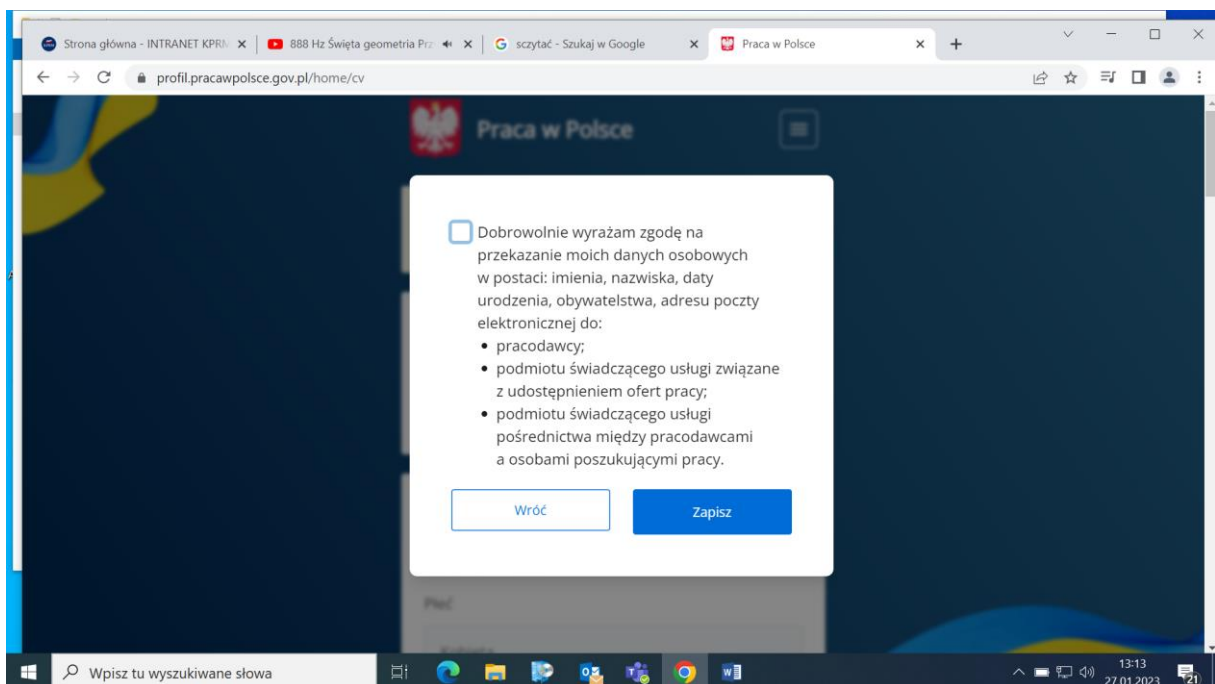 Strona główna - INTRANET KPRM
888 Hz Święta geometria Prz
sczytać - Szukaj w Google
Praca w Polsce
profil.pracawpolsce.gov.pl/home/cv
Praca w Polsce
Dobrowolnie wyrażam zgodę na
przekazanie moich danych osobowych
w postaci: imienia, nazwiska, daty
urodzenia, obywatelstwa, adresu poczty
elektronicznej do:
• pracodawcy;
• podmiotu świadczącego usługi związane
z udostępnieniem ofert pracy;
• podmiotu świadczącego usługi
pośrednictwa między pracodawcami
a osobami poszukującymi pracy.
Wróć
Zapisz
Płeć
Kobieta
Wpisz tu wyszukiwane słowa
13:13
27.01.2023
21